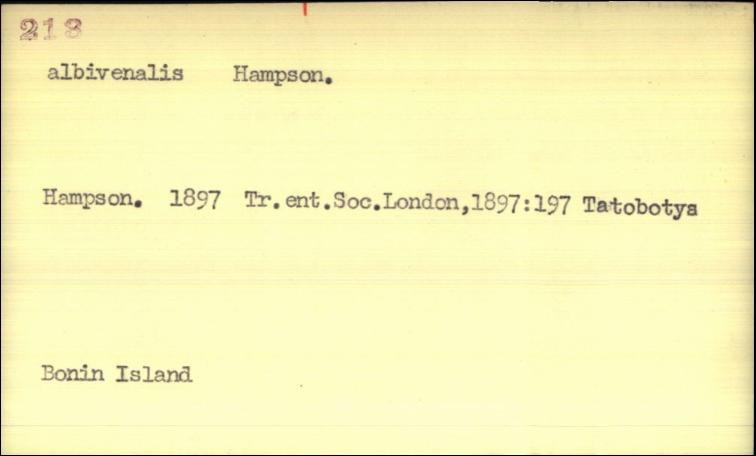 213
albivenalis Hampson.
Hampson. 1897 Tr.ent.Soc.London,1897:197 Tatobotys
Bonin Island